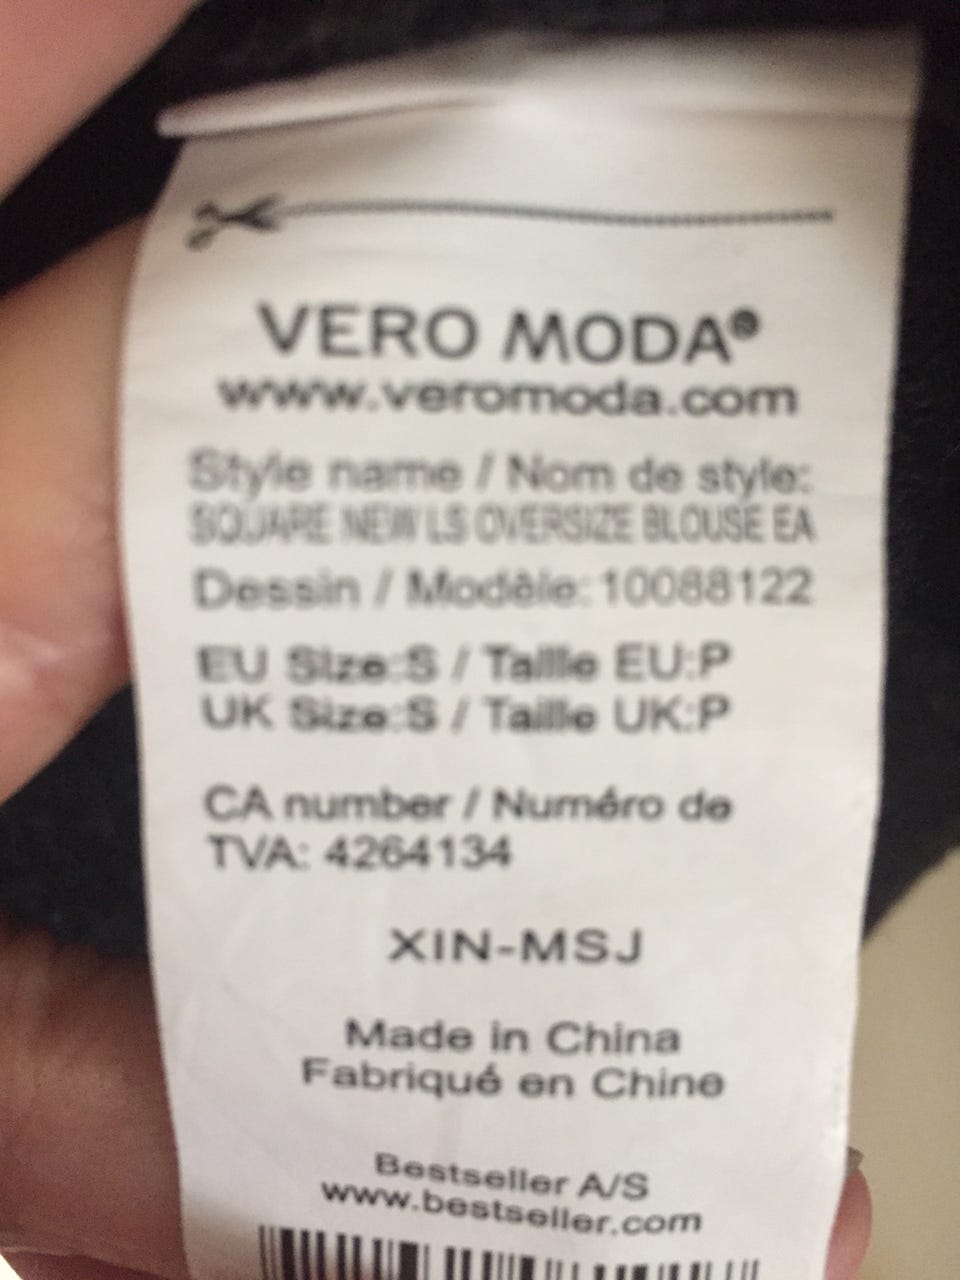 VERO MODA®
www.veromoda.com
Style name / Nom de style:
SQUARE NEW LS OVERSIZE BLOUSE EA
Dessin / Modèle: 10088122
EU Size:S / Taille EU:P
UK Size:S / Taille UK:P
CA number / Numéro de
TVA: 4264134
XIN-MSJ
Made in China
Fabriqué en Chine
Bestseller A/S
www.bestseller.com